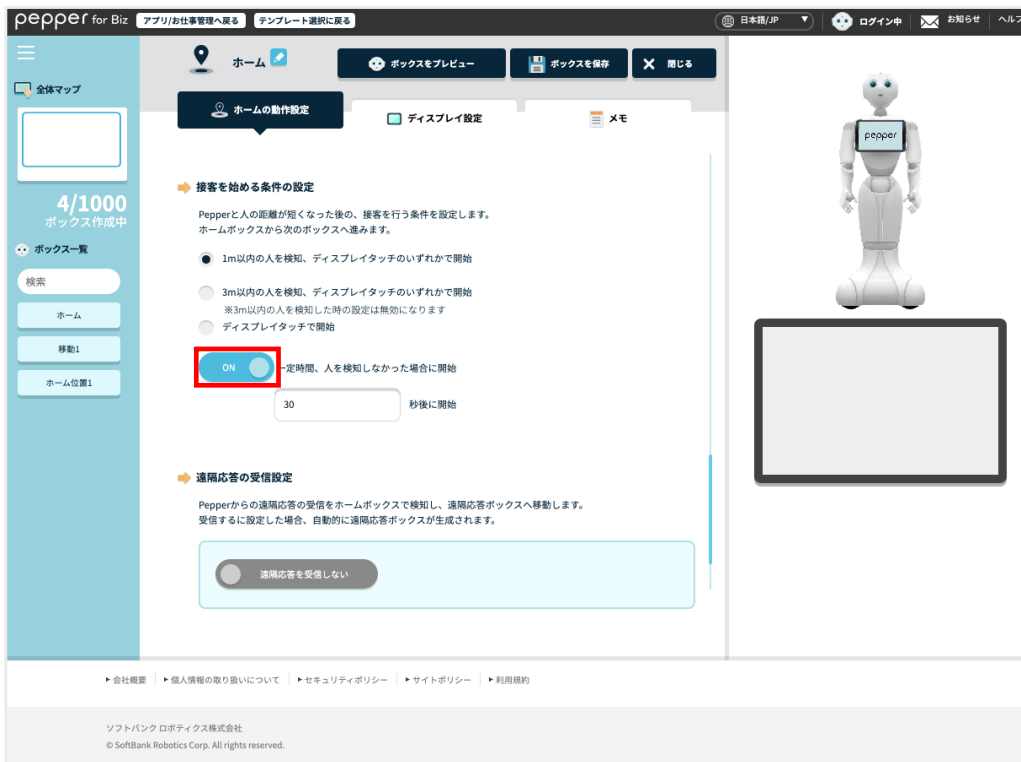 pepper for Biz アプリ/お仕事管理へ戻る テンプレート選択に戻る 日本語/JP ▼ ログイン中 お知らせ ヘルプ
全体マップ
4/1000
ボックス作成中
ボックス一覧
検索
ホーム
移動1
ホーム位置1
ホーム ボックスをプレビュー ボックスを保存 閉じる
ホームの動作設定 ディスプレイ設定 メモ
接客を始める条件の設定
Pepperと人の距離が短くなった後の、接客を行う条件を設定します。
ホームボックスから次のボックスへ進みます。
1m以内の人を検知、ディスプレイタッチのいずれかで開始
3m以内の人を検知、ディスプレイタッチのいずれかで開始
※3m以内の人を検知した時の設定は無効になります
ディスプレイタッチで開始
ON 一定時間、人を検知しなかった場合に開始
30 秒後に開始
遠隔応答の受信設定
Pepperからの遠隔応答の受信をホームボックスで検知し、遠隔応答ボックスへ移動します。
受信するに設定した場合、自動的に遠隔応答ボックスが生成されます。
遠隔応答を受信しない
pepper
会社概要 個人情報の取り扱いについて セキュリティポリシー サイトポリシー 利用規約
ソフトバンク ロボティクス株式会社
© SoftBank Robotics Corp. All rights reserved.